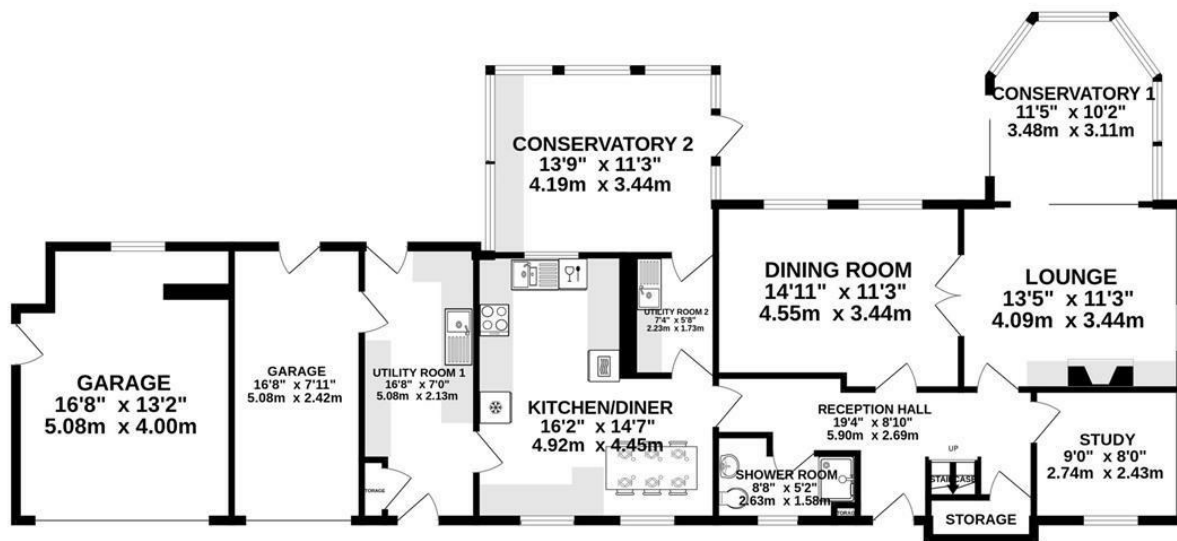 CONSERVATORY 1
11'5" x 10'2"
3.48m x 3.11m
CONSERVATORY 2
13'9" x 11'3"
4.19m x 3.44m
DINING ROOM
14'11" x 11'3"
4.55m x 3.44m
LOUNGE
13'5" x 11'3"
4.09m x 3.44m
UTILITY ROOM 2
7'4" x 5'8"
2.23m x 1.73m
GARAGE
16'8" x 13'2"
5.08m x 4.00m
GARAGE
16'8" x 7'11"
5.08m x 2.42m
UTILITY ROOM 1
16'8" x 7'0"
5.08m x 2.13m
KITCHEN/DINER
16'2" x 14'7"
4.92m x 4.45m
RECEPTION HALL
19'4" x 8'10"
5.90m x 2.69m
STUDY
9'0" x 8'0"
2.74m x 2.43m
UP
STAIRCASE
SHOWER ROOM
8'8" x 5'2"
2.63m x 1.58m
STORAGE
STORAGE